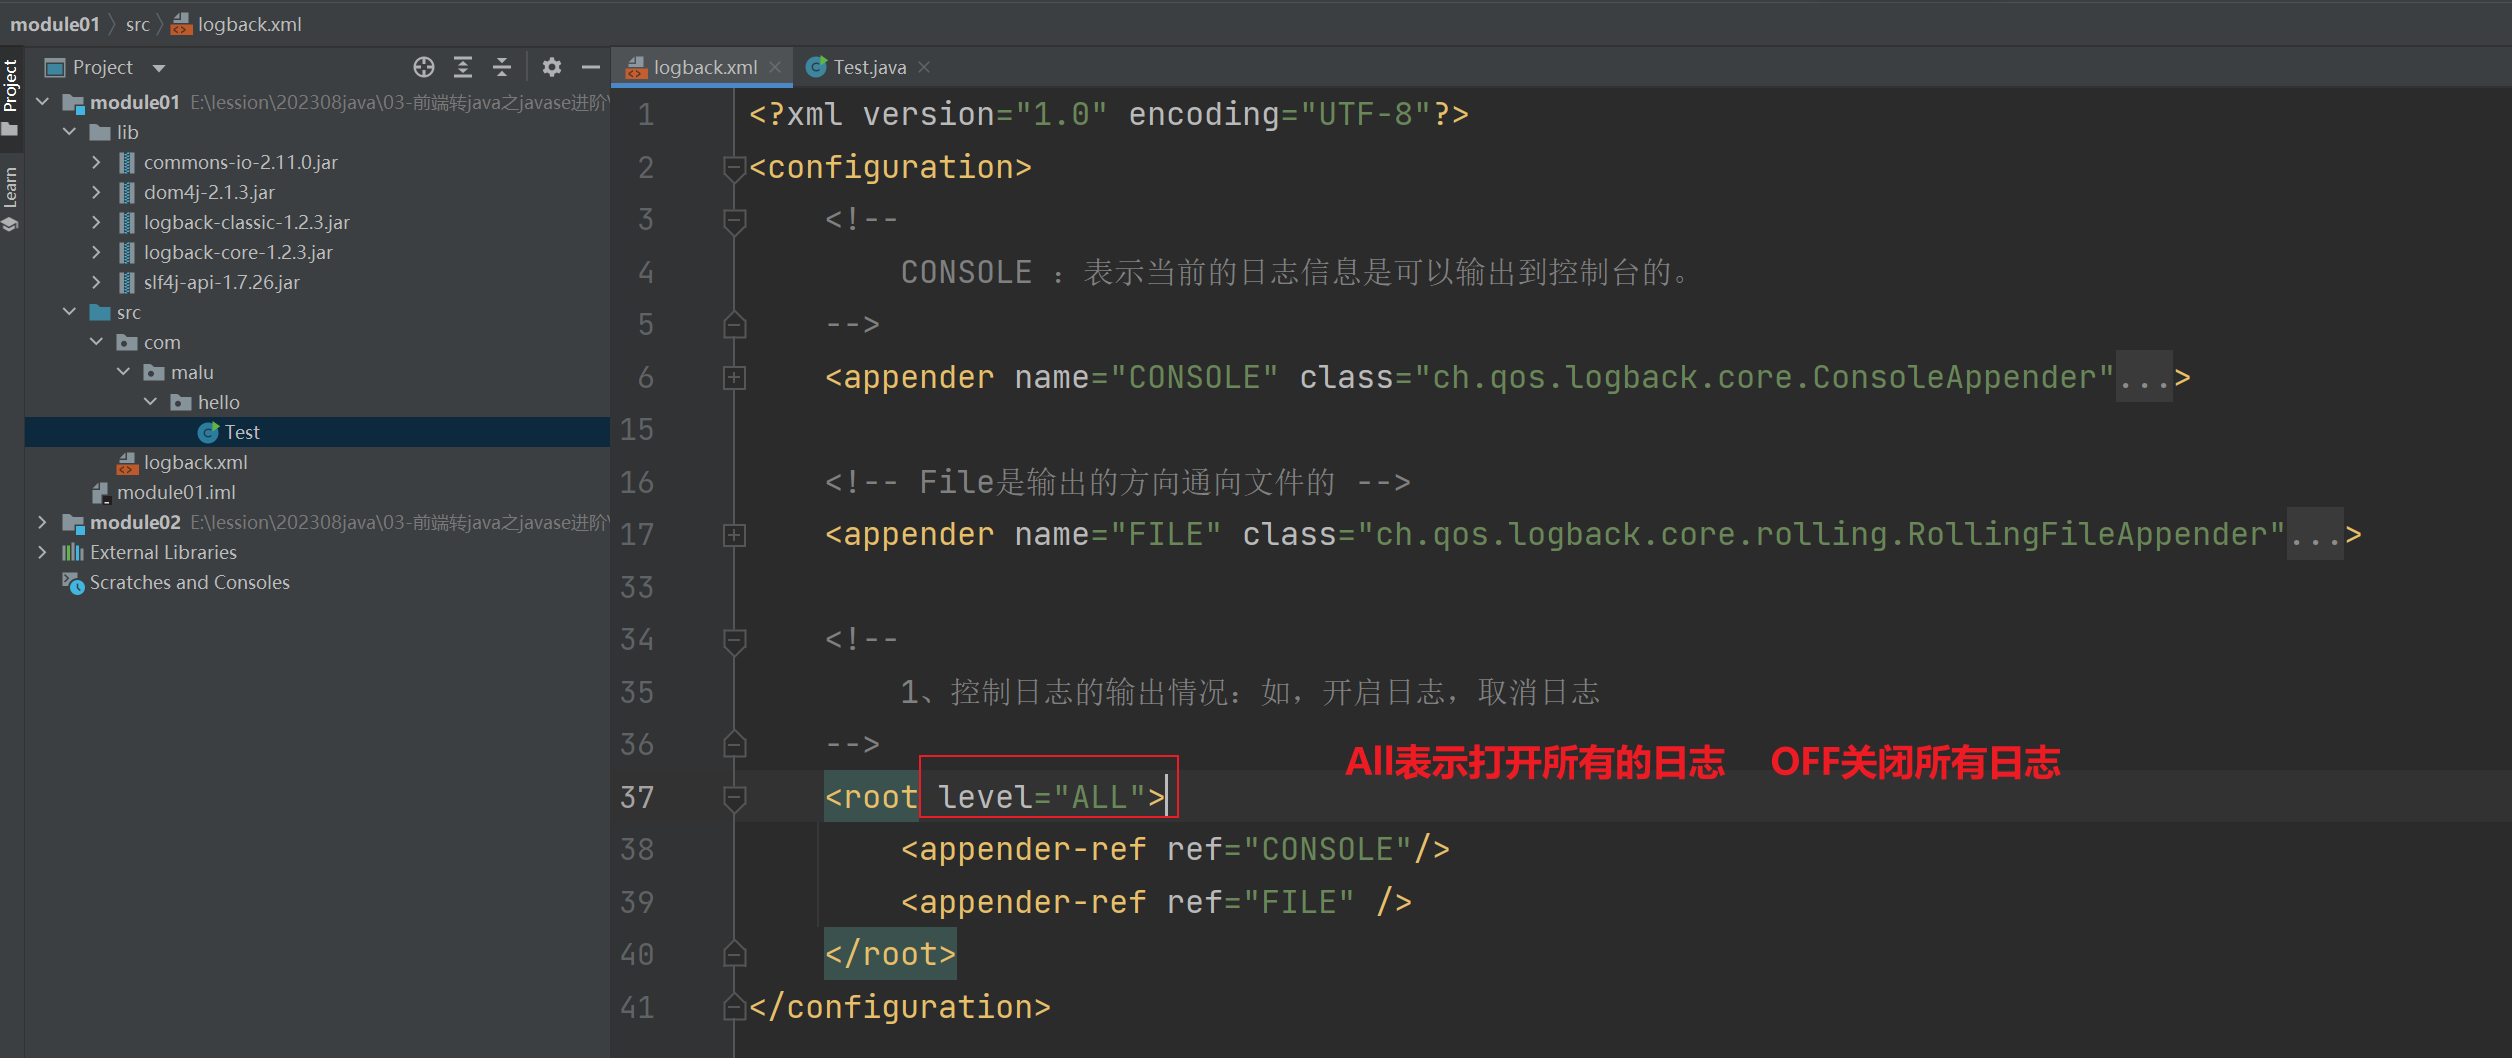 module01 src logback.xml
Project
logback.xml Test.java
Project
Learn
module01 E:\lession\202308java\03-前端转java之javase进阶\
lib
commons-io-2.11.0.jar
dom4j-2.1.3.jar
logback-classic-1.2.3.jar
logback-core-1.2.3.jar
slf4j-api-1.7.26.jar
src
com
malu
hello
Test
logback.xml
module01.iml
module02 E:\lession\202308java\03-前端转java之javase进阶\
External Libraries
Scratches and Consoles
1 <?xml version="1.0" encoding="UTF-8"?>
2 <configuration>
3 <!--
4 CONSOLE ：表示当前的日志信息是可以输出到控制台的。
5 -->
6 <appender name="CONSOLE" class="ch.qos.logback.core.ConsoleAppender"...>
15
16 <!-- File是输出的方向通向文件的 -->
17 <appender name="FILE" class="ch.qos.logback.core.rolling.RollingFileAppender"...>
33
34 <!--
35 1、控制日志的输出情况：如，开启日志，取消日志
36 -->
All表示打开所有的日志 OFF关闭所有日志
37 <root level="ALL">
38 <appender-ref ref="CONSOLE"/>
39 <appender-ref ref="FILE" />
40 </root>
41 </configuration>